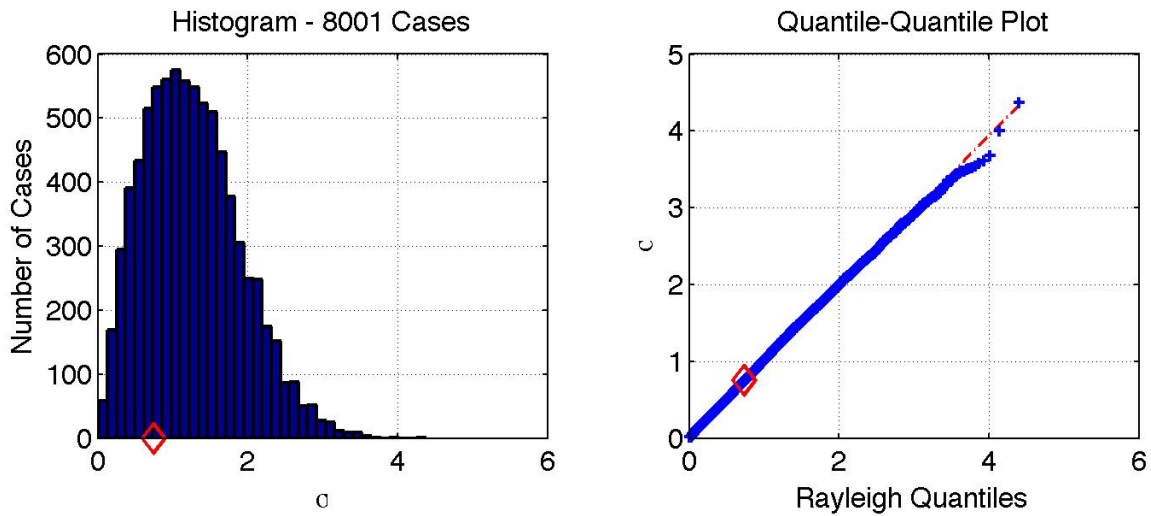 Histogram - 8001 Cases
600
500
400
300
200
100
0
Number of Cases
0 2 4 6
σ
Quantile-Quantile Plot
5
4
3
2
1
0
σ
0 2 4 6
Rayleigh Quantiles